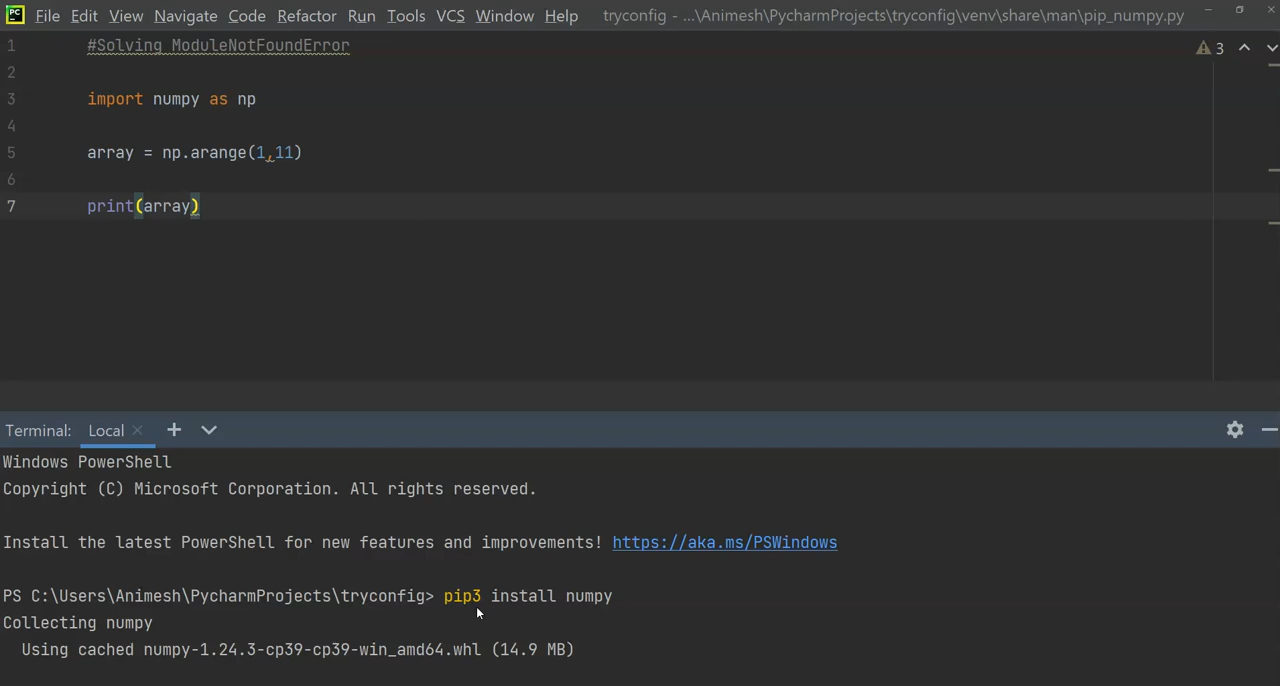 PC File Edit View Navigate Code Refactor Run Tools VCS Window Help tryconfig - ...\Animesh\PycharmProjects\tryconfig\venv\share\man\pip_numpy.py
1 #Solving ModuleNotFoundError 3
2
3 import numpy as np
4
5 array = np.arange(1,11)
6
7 print(array)
Terminal: Local
Windows PowerShell
Copyright (C) Microsoft Corporation. All rights reserved.
Install the latest PowerShell for new features and improvements! https://aka.ms/PSWindows
PS C:\Users\Animesh\PycharmProjects\tryconfig> pip3 install numpy
Collecting numpy
Using cached numpy-1.24.3-cp39-cp39-win_amd64.whl (14.9 MB)